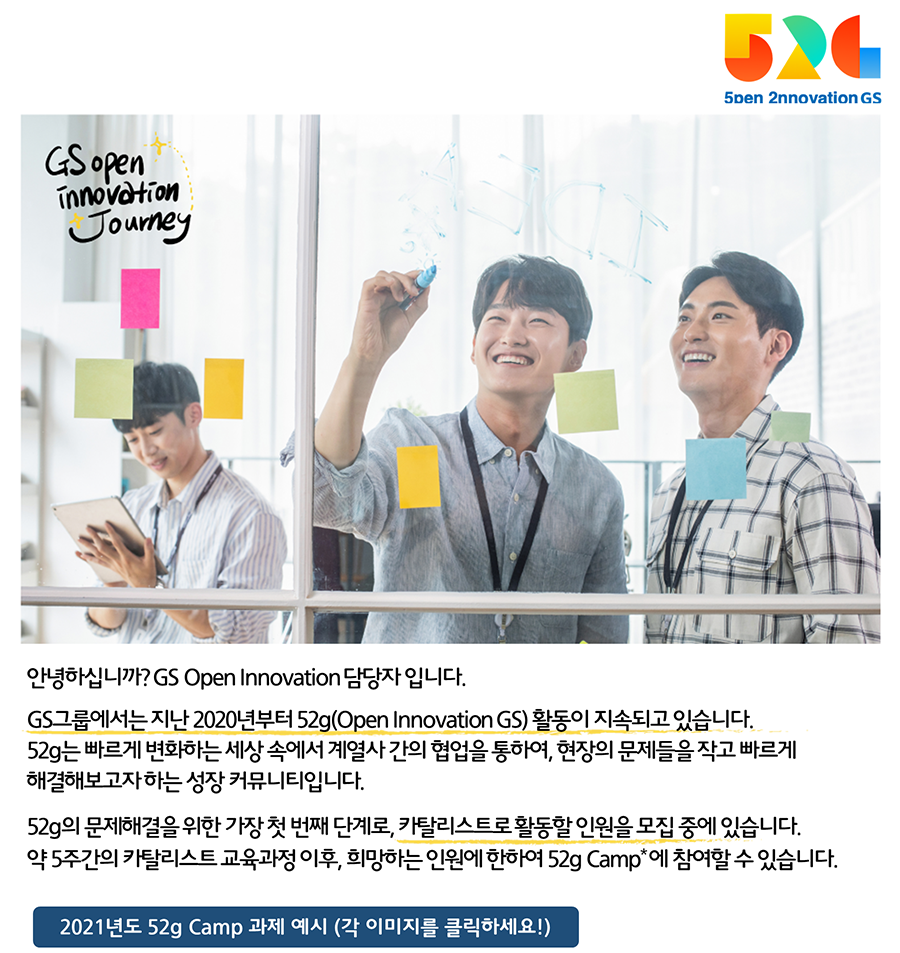 5pen 2nnovation GS
GS open
innovation
Journey
안녕하십니까? GS Open Innovation 담당자 입니다.
GS그룹에서는 지난 2020년부터 52g(Open Innovation GS) 활동이 지속되고 있습니다.
52g는 빠르게 변화하는 세상 속에서 계열사 간의 협업을 통하여, 현장의 문제들을 작고 빠르게
해결해보고자 하는 성장 커뮤니티입니다.
52g의 문제해결을 위한 가장 첫 번째 단계로, 카탈리스트로 활동할 인원을 모집 중에 있습니다.
약 5주간의 카탈리스트 교육과정 이후, 희망하는 인원에 한하여 52g Camp*에 참여할 수 있습니다.
2021년도 52g Camp 과제 예시 (각 이미지를 클릭하세요!)